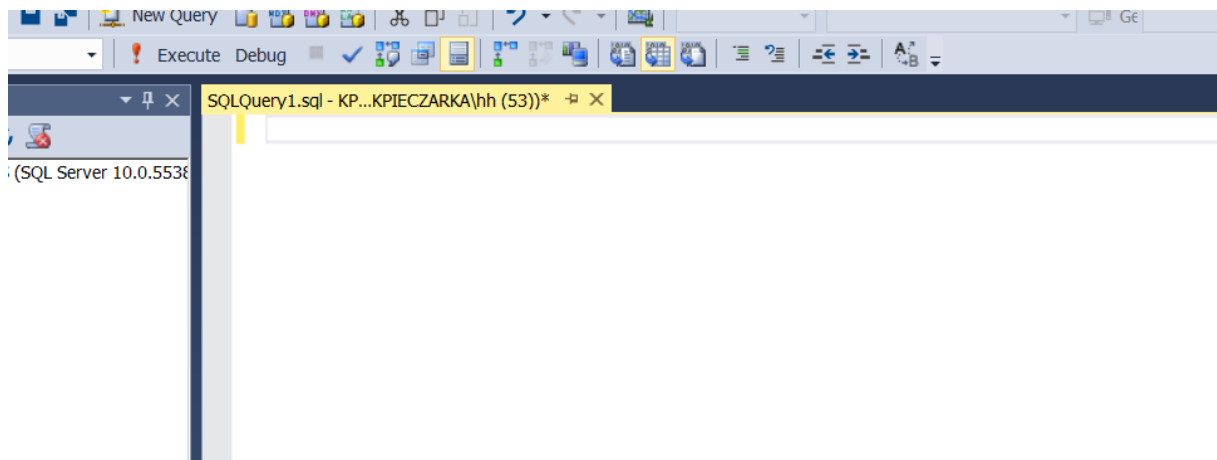 New Query
Execute Debug
SQLQuery1.sql - KP...KPIECZARKA\hh (53))*
(SQL Server 10.0.5538